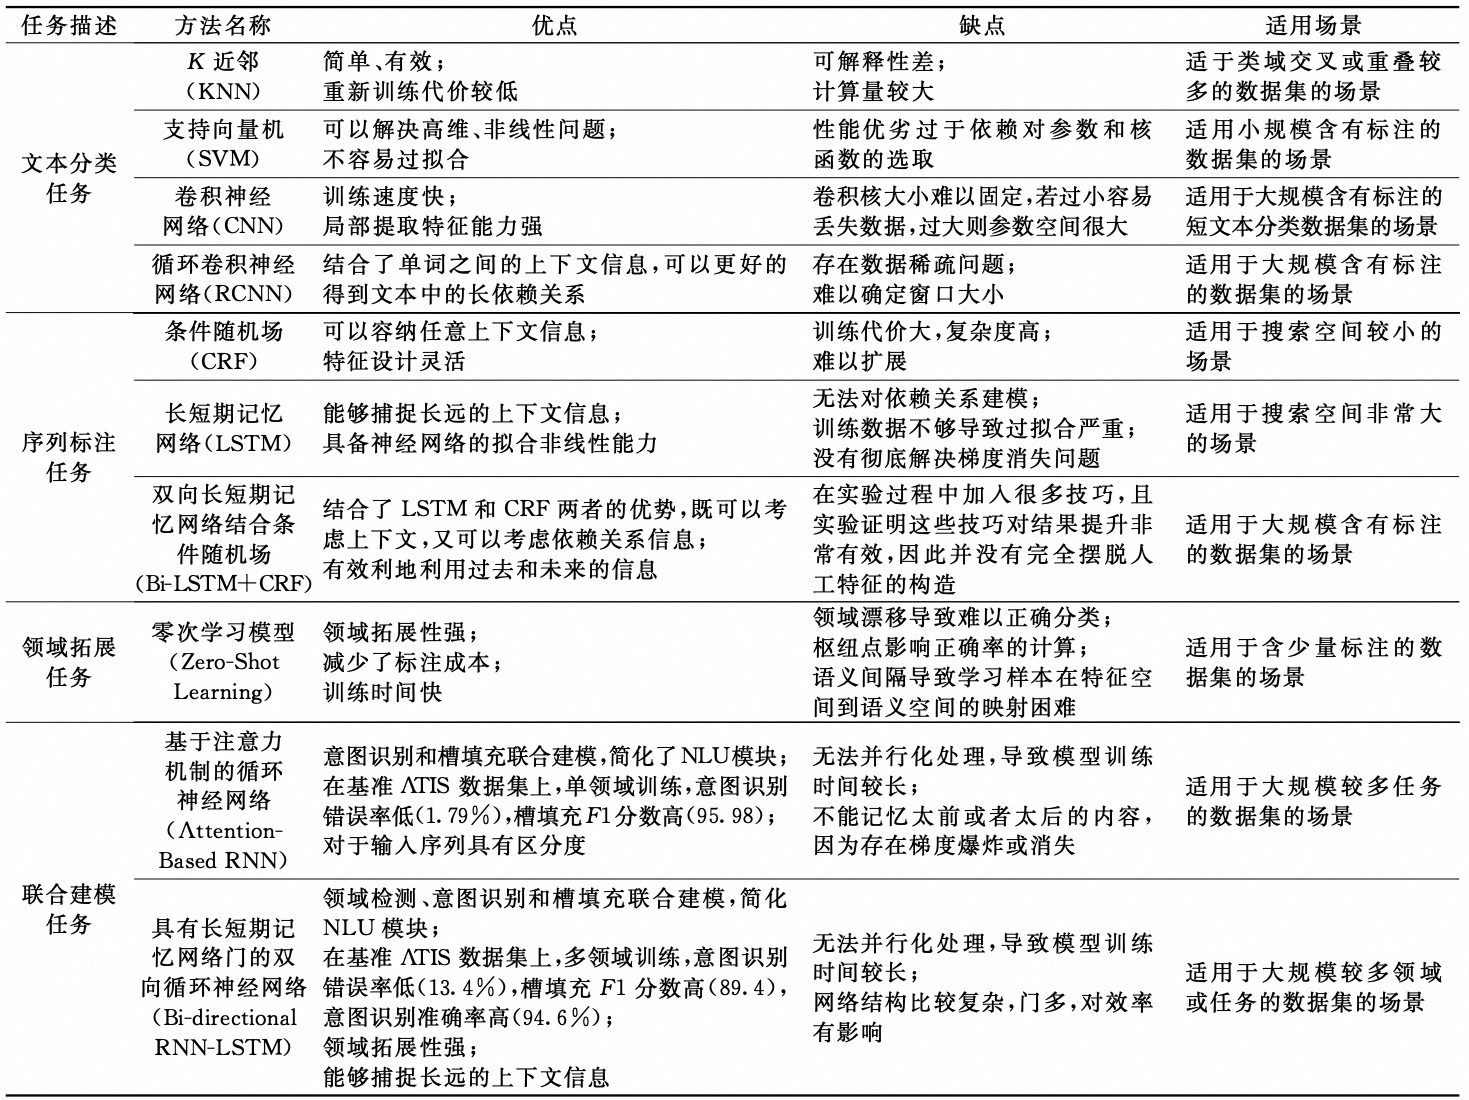 任务描述 方法名称 优点 缺点 适用场景
文本分类
任务
K 近邻
(KNN)
简单、有效;
重新训练代价较低
可解释性差;
计算量较大
适于类域交叉或重叠较
多的数据集的场景
支持向量机
(SVM)
可以解决高维、非线性问题;
不容易过拟合
性能优劣过于依赖对参数和核
函数的选取
适用小规模含有标注的
数据集的场景
卷积神经
网络(CNN)
训练速度快;
局部提取特征能力强
卷积核大小难以固定,若过小容易
丢失数据,过大则参数空间很大
适用于大规模含有标注的
短文本分类数据集的场景
循环卷积神经
网络(RCNN)
结合了单词之间的上下文信息,可以更好的
得到文本中的长依赖关系
存在数据稀疏问题;
难以确定窗口大小
适用于大规模含有标注
的数据集的场景
序列标注
任务
条件随机场
(CRF)
可以容纳任意上下文信息;
特征设计灵活
训练代价大,复杂度高;
难以扩展
适用于搜索空间较小的
场景
长短期记忆
网络(LSTM)
能够捕捉长远的上下文信息;
具备神经网络的拟合非线性能力
无法对依赖关系建模;
训练数据不够导致过拟合严重;
没有彻底解决梯度消失问题
适用于搜索空间非常大
的场景
双向长短期记
忆网络结合条
件随机场
(Bi-LSTM+CRF)
结合了 LSTM 和 CRF 两者的优势,既可以考
虑上下文,又可以考虑依赖关系信息;
有效利地利用过去和未来的信息
在实验过程中加入很多技巧,且
实验证明这些技巧对结果提升非
常有效,因此并没有完全摆脱人
工特征的构造
适用于大规模含有标注
的数据集的场景
领域拓展
任务
零次学习模型
(Zero-Shot
Learning)
领域拓展性强;
减少了标注成本;
训练时间快
领域漂移导致难以正确分类;
枢纽点影响正确率的计算;
语义间隔导致学习样本在特征空
间到语义空间的映射困难
适用于含少量标注的数
据集的场景
联合建模
任务
基于注意力
机制的循环
神经网络
(Attention-
Based RNN)
意图识别和槽填充联合建模,简化了NLU模块;
在基准 ATIS 数据集上,单领域训练,意图识别
错误率低(1.79%),槽填充F1分数高(95.98);
对于输入序列具有区分度
无法并行化处理,导致模型训练
时间较长;
不能记忆太前或者太后的内容,
因为存在梯度爆炸或消失
适用于大规模较多任务
的数据集的场景
具有长短期记
忆网络门的双
向循环神经网络
(Bi-directional
RNN-LSTM)
领域检测、意图识别和槽填充联合建模,简化
NLU 模块;
在基准 ATIS 数据集上,多领域训练,意图识别
错误率低(13.4%),槽填充 F1 分数高(89.4),
意图识别准确率高(94.6%);
领域拓展性强;
能够捕捉长远的上下文信息
无法并行化处理,导致模型训练
时间较长;
网络结构比较复杂,门多,对效率
有影响
适用于大规模较多领域
或任务的数据集的场景